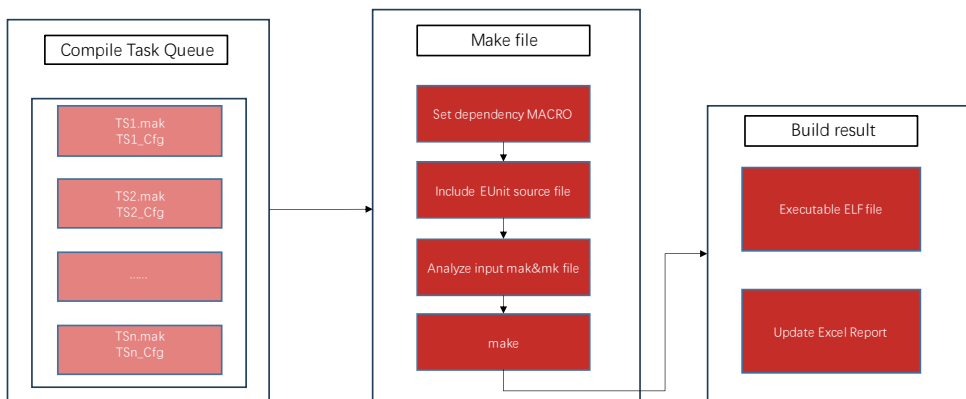 Compile Task Queue
TS1.mak
TS1_Cfg
TS2.mak
TS2_Cfg
......
TSn.mak
TSn_Cfg
Make file
Set dependency MACRO
Include EUnit source file
Analyze input mak&mk file
make
Build result
Executable ELF file
Update Excel Report